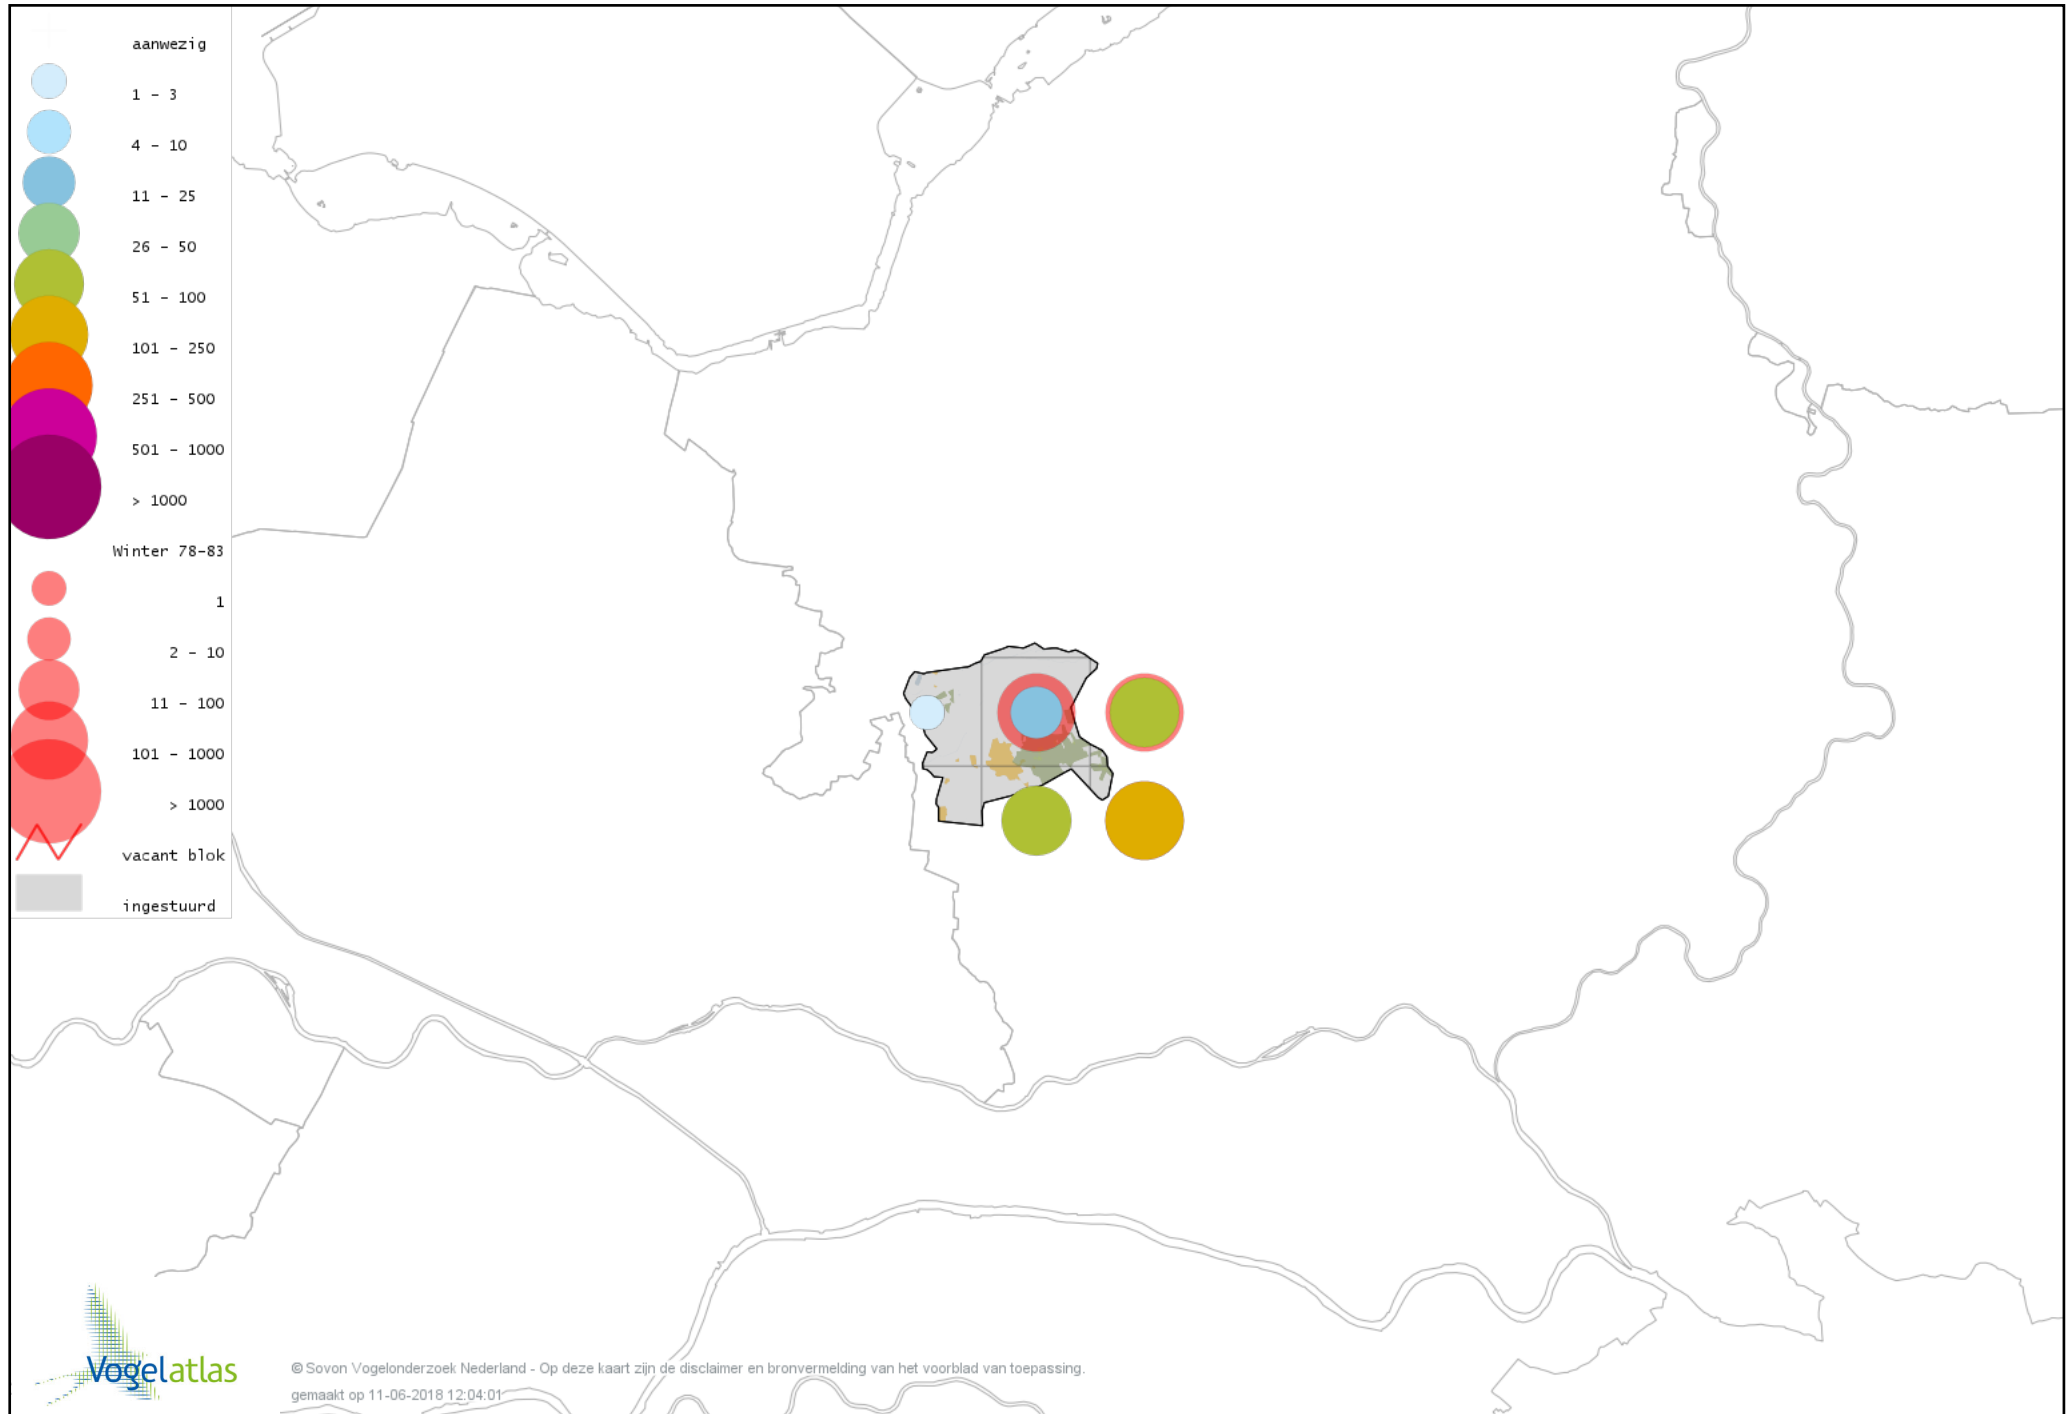 aanwezig
1 - 3
4 - 10
11 - 25
26 - 50
51 - 100
101 - 250
251 - 500
501 - 1000
> 1000
Winter 78-83
1
2 - 10
11 - 100
101 - 1000
> 1000
vacant blok
ingestuurd
Vogelatlas
© Sovon Vogelonderzoek Nederland - Op deze kaart zijn de disclaimer en bronvermelding van het voorblad van toepassing.
gemaakt op 11-06-2018 12:04:01